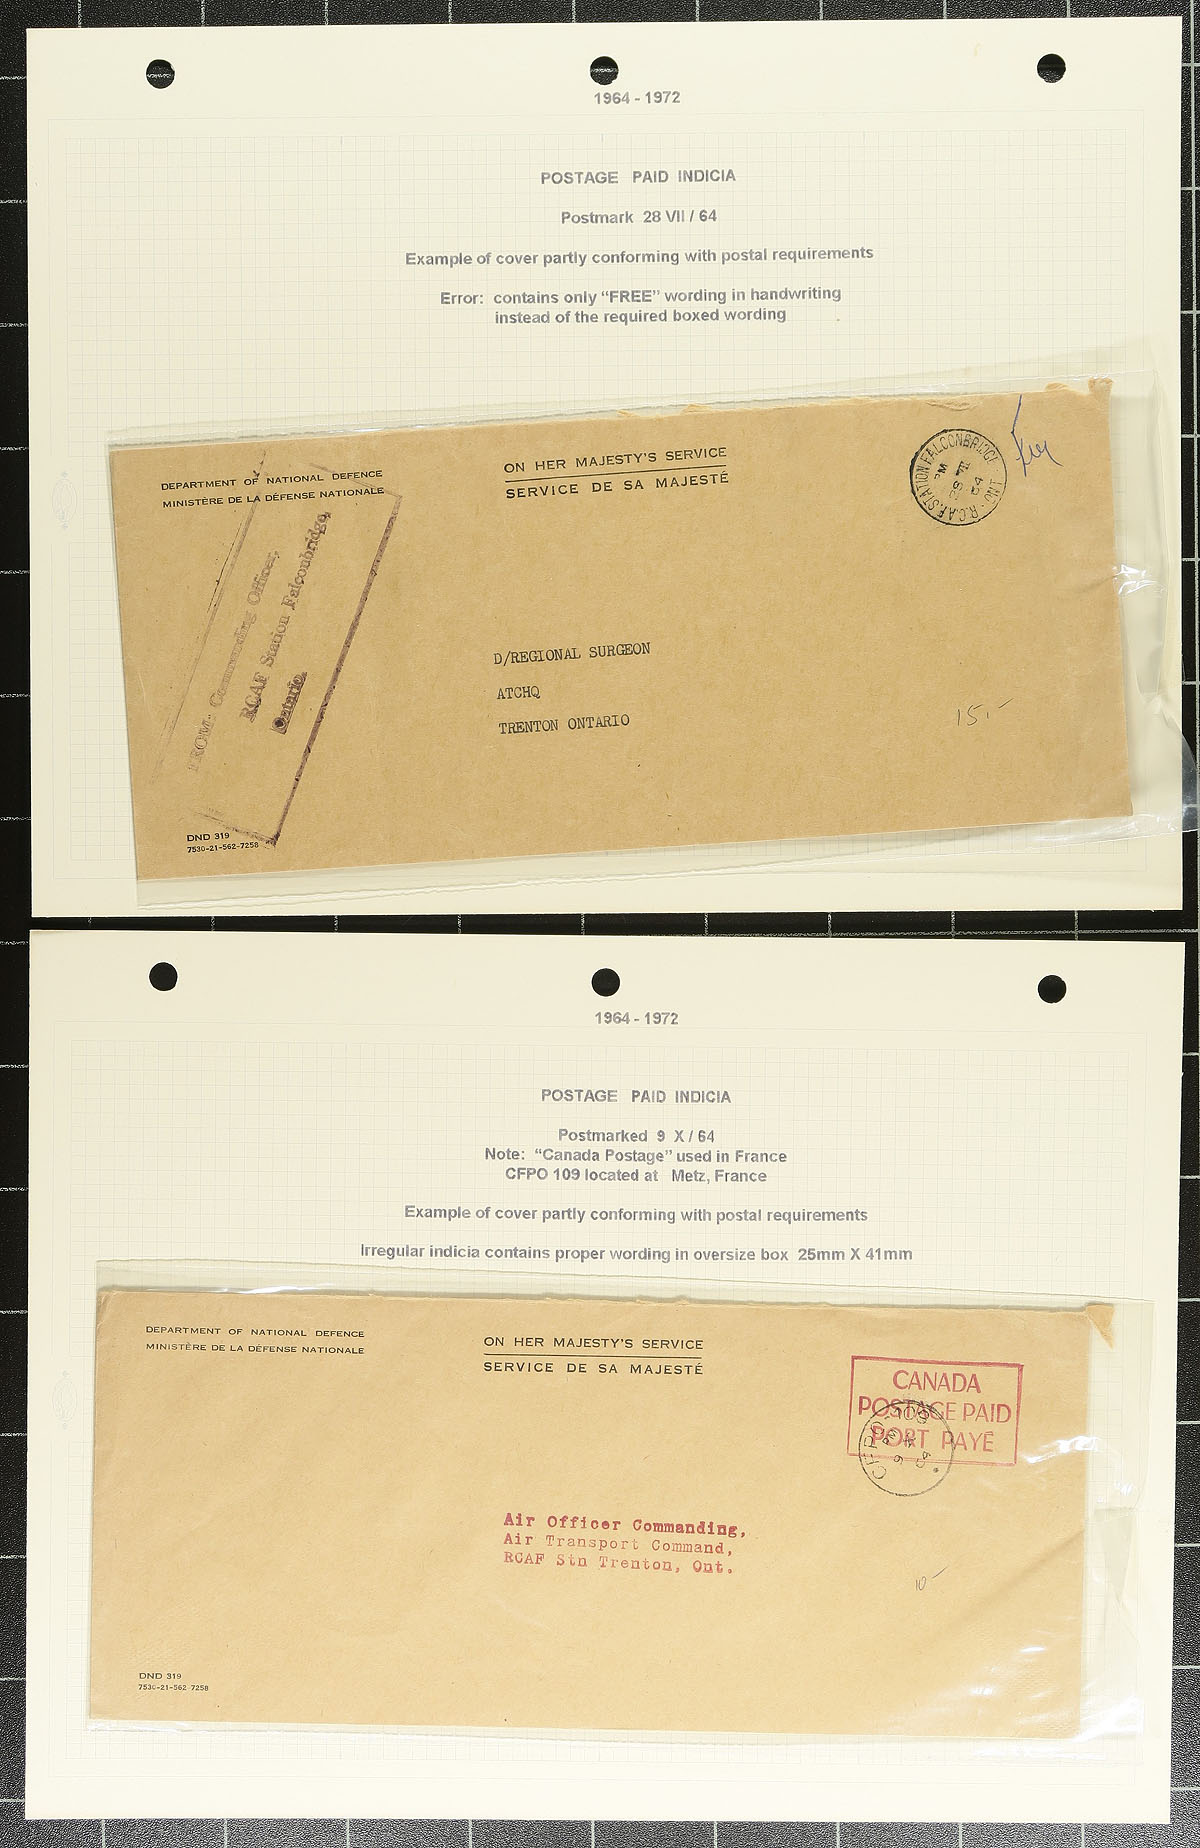 1964 - 1972
POSTAGE PAID INDICIA
Postmark 28 VII / 64
Example of cover partly conforming with postal requirements
Error: contains only “FREE” wording in handwriting
instead of the required boxed wording
DEPARTMENT OF NATIONAL DEFENCE
MINISTÈRE DE LA DÉFENSE NATIONALE
ON HER MAJESTY'S SERVICE
SERVICE DE SA MAJESTÉ
R.C.A.F. STATION FALCONBRIDGE ONT
PM
28 VII
64
Free
FROM: Commanding Officer,
RCAF Station Falconbridge,
Ontario.
D/REGIONAL SURGEON
ATCHQ
TRENTON ONTARIO
15.-
DND 319
7530-21-562-7258
1964 - 1972
POSTAGE PAID INDICIA
Postmarked 9 X / 64
Note: “Canada Postage” used in France
CFPO 109 located at Metz, France
Example of cover partly conforming with postal requirements
Irregular indicia contains proper wording in oversize box 25mm X 41mm
DEPARTMENT OF NATIONAL DEFENCE
MINISTÈRE DE LA DÉFENSE NATIONALE
ON HER MAJESTY'S SERVICE
SERVICE DE SA MAJESTÉ
CANADA
POSTAGE PAID
PORT PAYÉ
CFPO
PM
9 X
64
Air Officer Commanding,
Air Transport Command,
RCAF Stn Trenton, Ont.
10-
DND 319
7530-21-562-7258